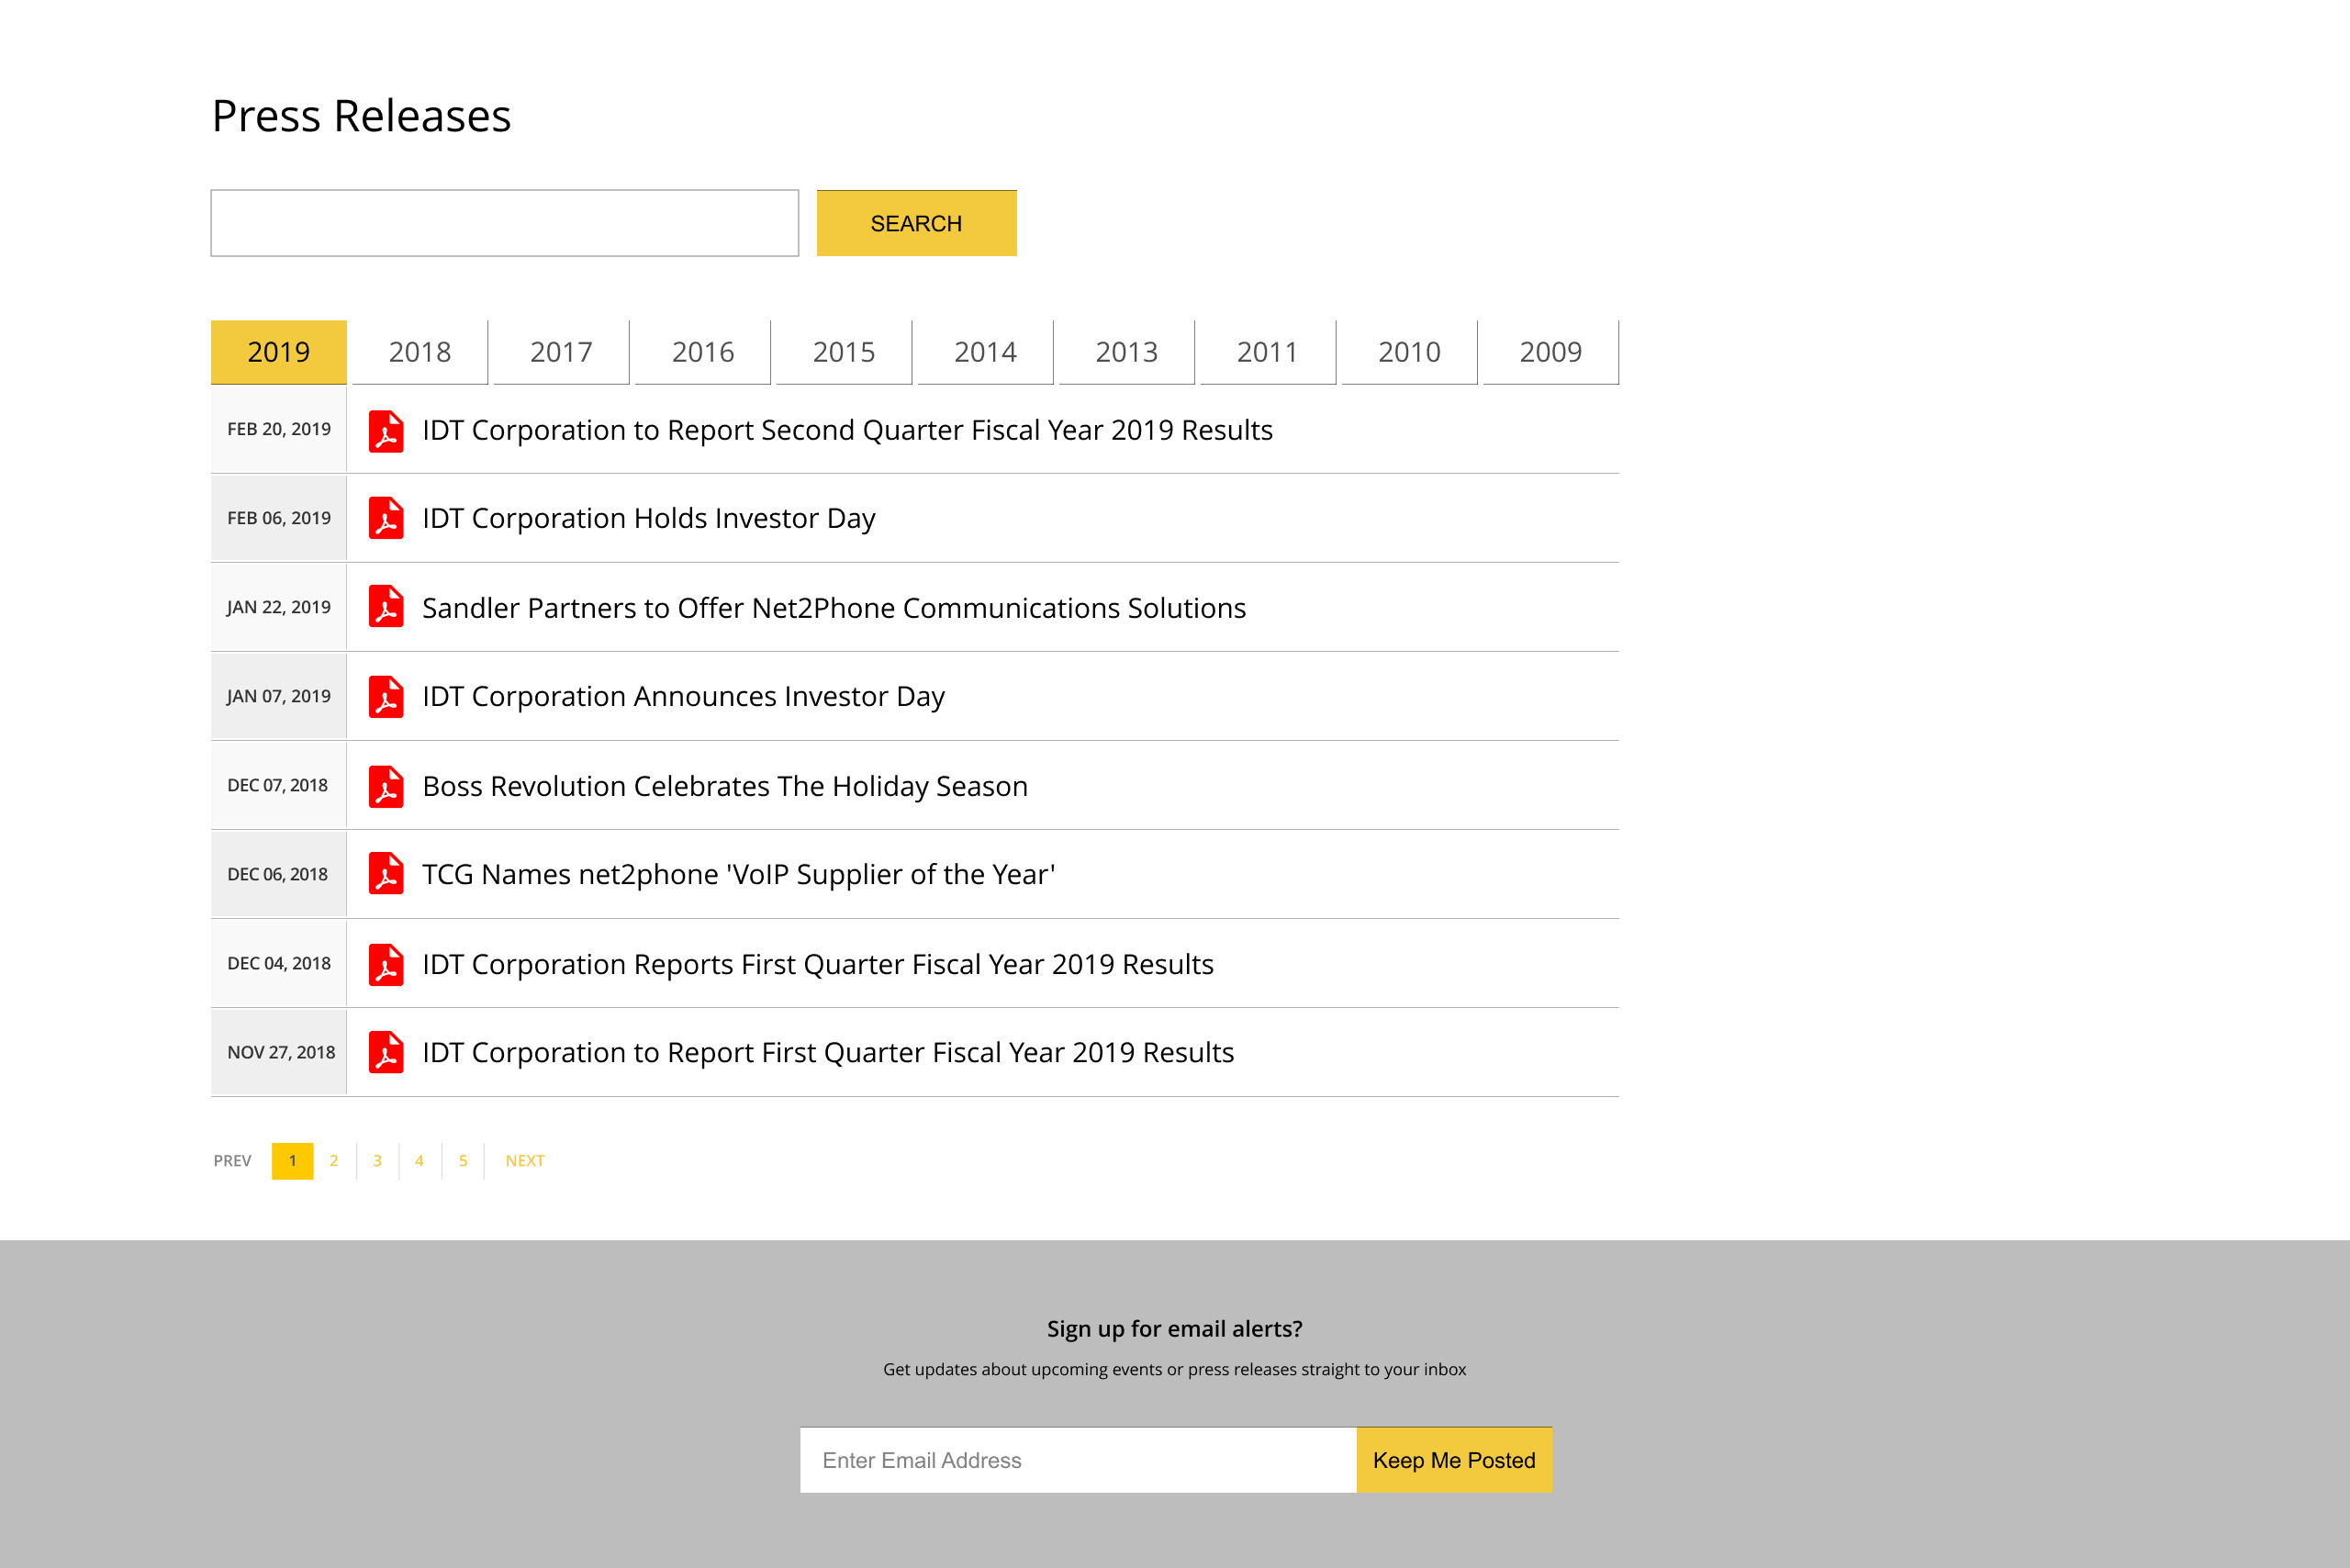 Press Releases
SEARCH
2019 2018 2017 2016 2015 2014 2013 2011 2010 2009
FEB 20, 2019 IDT Corporation to Report Second Quarter Fiscal Year 2019 Results
FEB 06, 2019 IDT Corporation Holds Investor Day
JAN 22, 2019 Sandler Partners to Offer Net2Phone Communications Solutions
JAN 07, 2019 IDT Corporation Announces Investor Day
DEC 07, 2018 Boss Revolution Celebrates The Holiday Season
DEC 06, 2018 TCG Names net2phone 'VoIP Supplier of the Year'
DEC 04, 2018 IDT Corporation Reports First Quarter Fiscal Year 2019 Results
NOV 27, 2018 IDT Corporation to Report First Quarter Fiscal Year 2019 Results
PREV 1 2 3 4 5 NEXT
Sign up for email alerts?
Get updates about upcoming events or press releases straight to your inbox
Enter Email Address Keep Me Posted